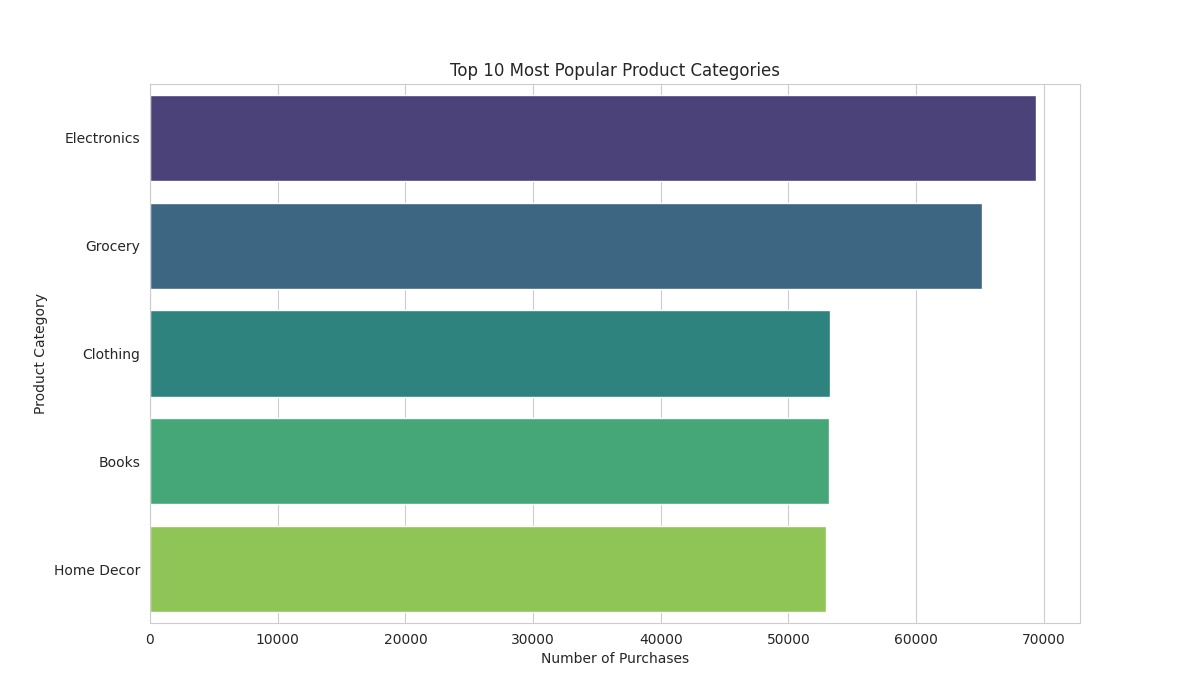 Top 10 Most Popular Product Categories
Product Category
Electronics
Grocery
Clothing
Books
Home Decor
0 10000 20000 30000 40000 50000 60000 70000
Number of Purchases